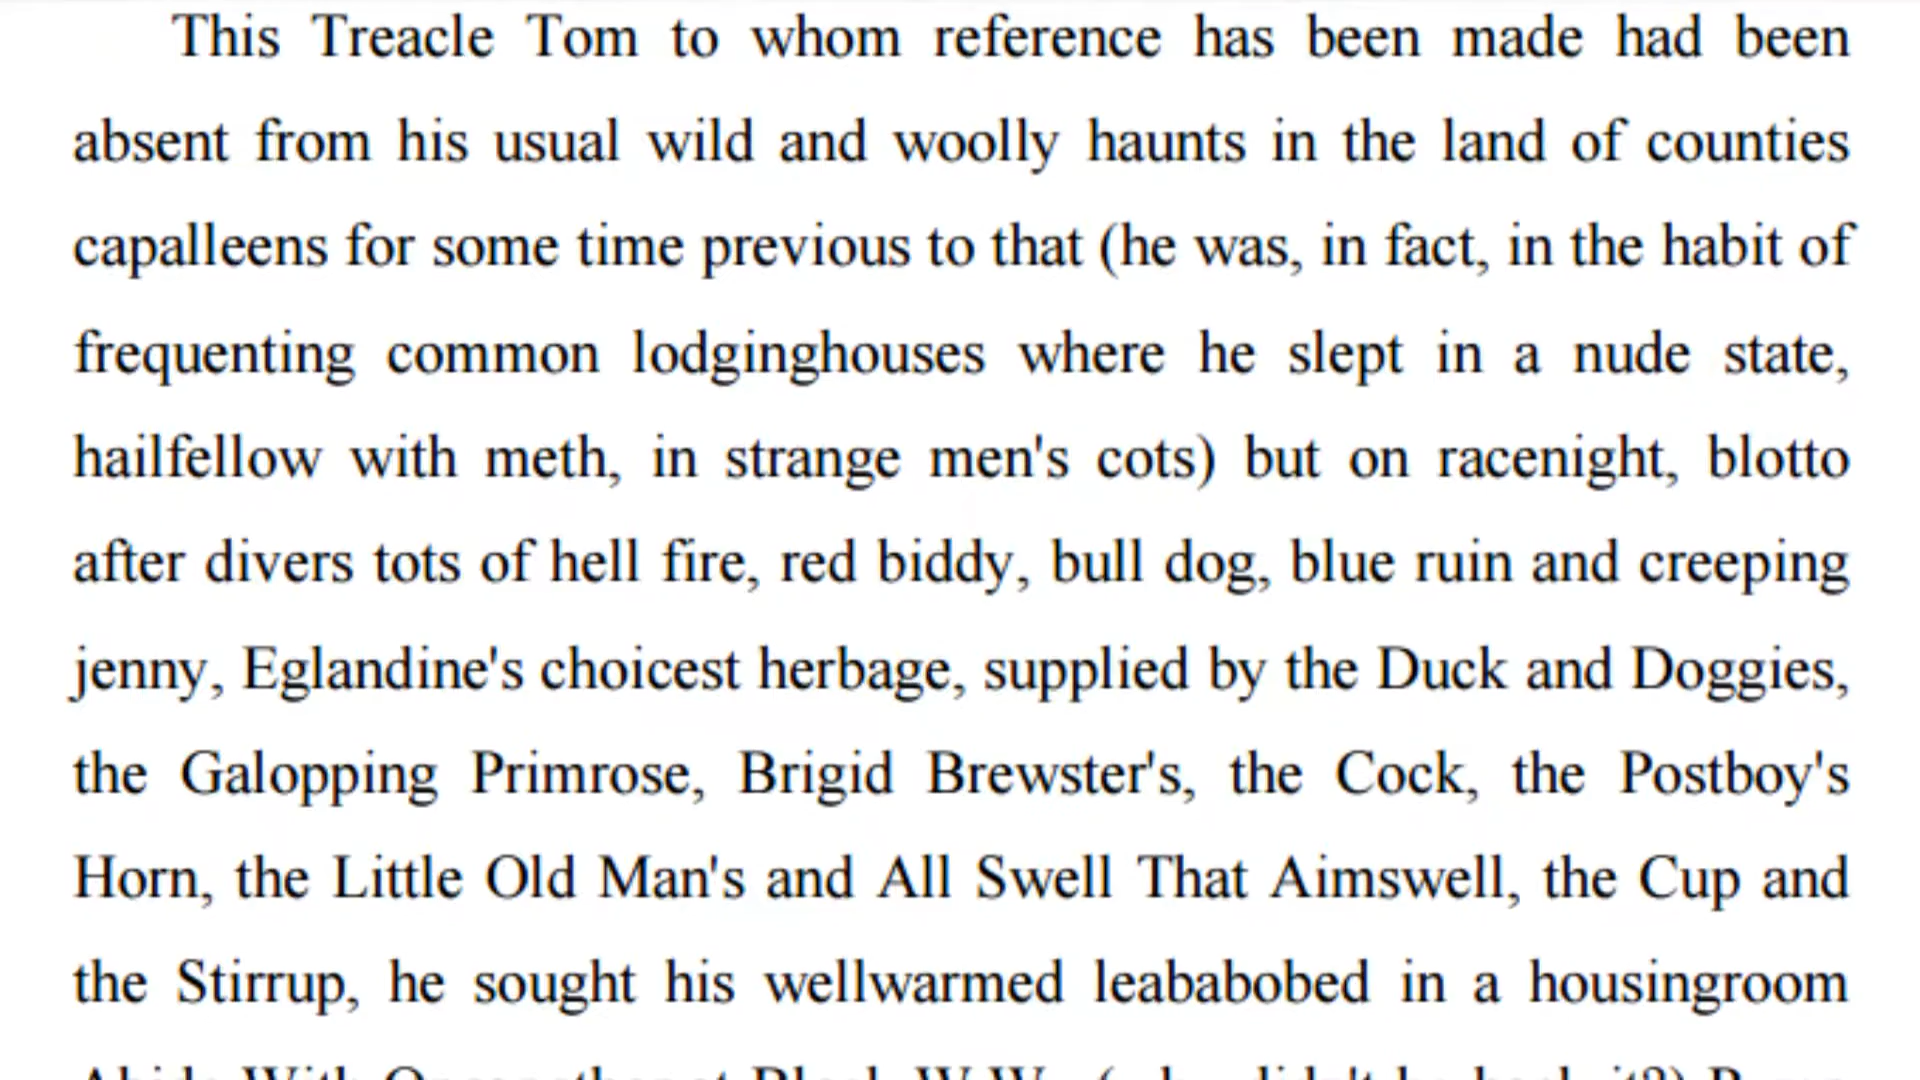 This Treacle Tom to whom reference has been made had been
absent from his usual wild and woolly haunts in the land of counties
capalleens for some time previous to that (he was, in fact, in the habit of
frequenting common lodginghouses where he slept in a nude state,
hailfellow with meth, in strange men's cots) but on racenight, blotto
after divers tots of hell fire, red biddy, bull dog, blue ruin and creeping
jenny, Eglandine's choicest herbage, supplied by the Duck and Doggies,
the Galopping Primrose, Brigid Brewster's, the Cock, the Postboy's
Horn, the Little Old Man's and All Swell That Aimswell, the Cup and
the Stirrup, he sought his wellwarmed leababobed in a housingroom